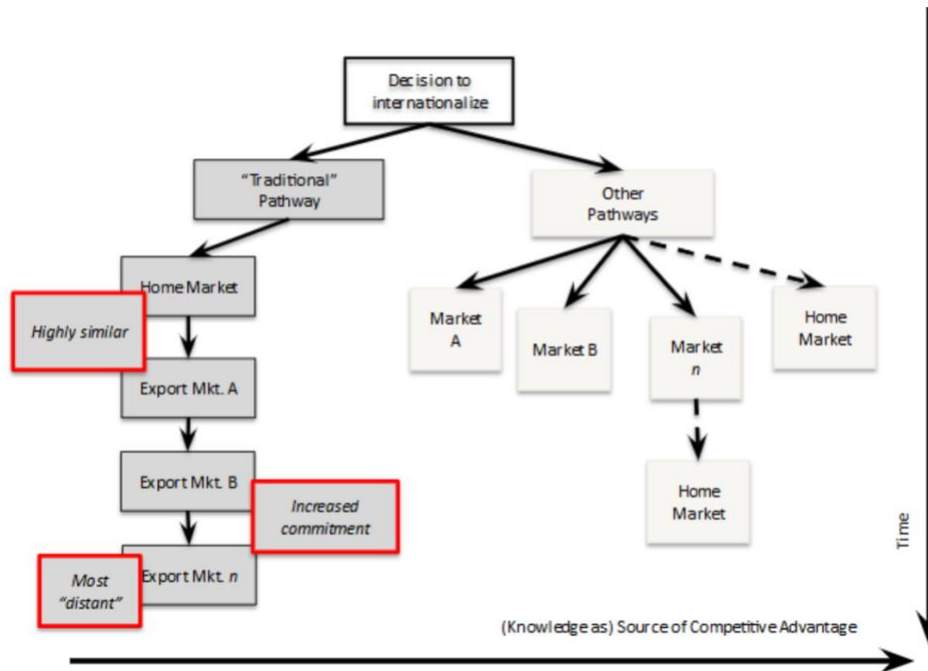 Decision to
internationalize
"Traditional"
Pathway
Other
Pathways
Home Market
Highly similar
Export Mkt. A
Export Mkt. B
Increased
commitment
Export Mkt. n
Most
"distant"
Market
A
Market B
Market
n
Home
Market
Home
Market
Time
(Knowledge as) Source of Competitive Advantage